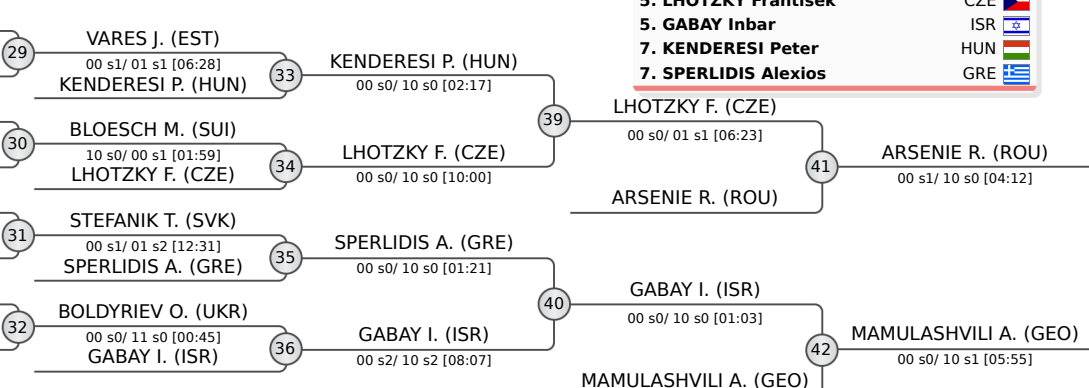 5. LHOTZKY Frantisek CZE
5. GABAY Inbar ISR
7. KENDERESI Peter HUN
7. SPERLIDIS Alexios GRE
29
VARES J. (EST)
00 s1/ 01 s1 [06:28]
KENDERESI P. (HUN)
33
KENDERESI P. (HUN)
00 s0/ 10 s0 [02:17]
30
BLOESCH M. (SUI)
10 s0/ 00 s1 [01:59]
LHOTZKY F. (CZE)
34
LHOTZKY F. (CZE)
00 s0/ 10 s0 [10:00]
39
LHOTZKY F. (CZE)
00 s0/ 01 s1 [06:23]
ARSENIE R. (ROU)
41
ARSENIE R. (ROU)
00 s1/ 10 s0 [04:12]
31
STEFANIK T. (SVK)
00 s1/ 01 s2 [12:31]
SPERLIDIS A. (GRE)
35
SPERLIDIS A. (GRE)
00 s0/ 10 s0 [01:21]
32
BOLDYRIEV O. (UKR)
00 s0/ 11 s0 [00:45]
GABAY I. (ISR)
36
GABAY I. (ISR)
00 s2/ 10 s2 [08:07]
40
GABAY I. (ISR)
00 s0/ 10 s0 [01:03]
MAMULASHVILI A. (GEO)
42
MAMULASHVILI A. (GEO)
00 s0/ 10 s1 [05:55]